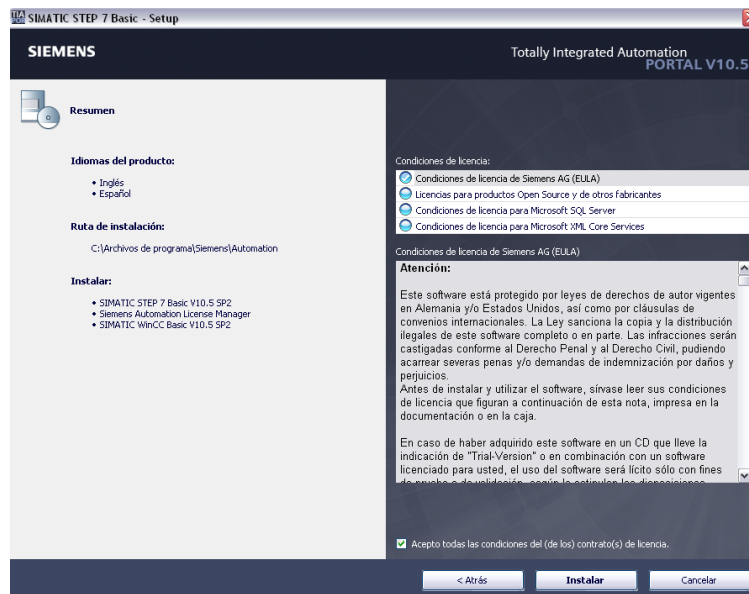 SIMATIC STEP 7 Basic - Setup
SIEMENS
Totally Integrated Automation
PORTAL V10.5
Resumen
Idiomas del producto:
• Inglés
• Español
Ruta de instalación:
C:\Archivos de programa\Siemens\Automation
Instalar:
• SIMATIC STEP 7 Basic V10.5 SP2
• Siemens Automation License Manager
• SIMATIC WinCC Basic V10.5 SP2
Condiciones de licencia:
Condiciones de licencia de Siemens AG (EULA)
Licencias para productos Open Source y de otros fabricantes
Condiciones de licencia para Microsoft SQL Server
Condiciones de licencia para Microsoft XML Core Services
Condiciones de licencia de Siemens AG (EULA)
Atención:
Este software está protegido por leyes de derechos de autor vigentes
en Alemania y/o Estados Unidos, así como por cláusulas de
convenios internacionales. La Ley sanciona la copia y la distribución
ilegales de este software completo o en parte. Las infracciones serán
castigadas conforme al Derecho Penal y al Derecho Civil, pudiendo
acarrear severas penas y/o demandas de indemnización por daños y
perjuicios.
Antes de instalar y utilizar el software, sírvase leer sus condiciones
de licencia que figuran a continuación de esta nota, impresa en la
documentación o en la caja.
En caso de haber adquirido este software en un CD que lleve la
indicación de "Trial-Version" o en combinación con un software
licenciado para usted, el uso del software será lícito sólo con fines
de prueba o de validación, según lo estipulan las disposiciones
Acepto todas las condiciones del (de los) contrato(s) de licencia.
< Atrás
Instalar
Cancelar